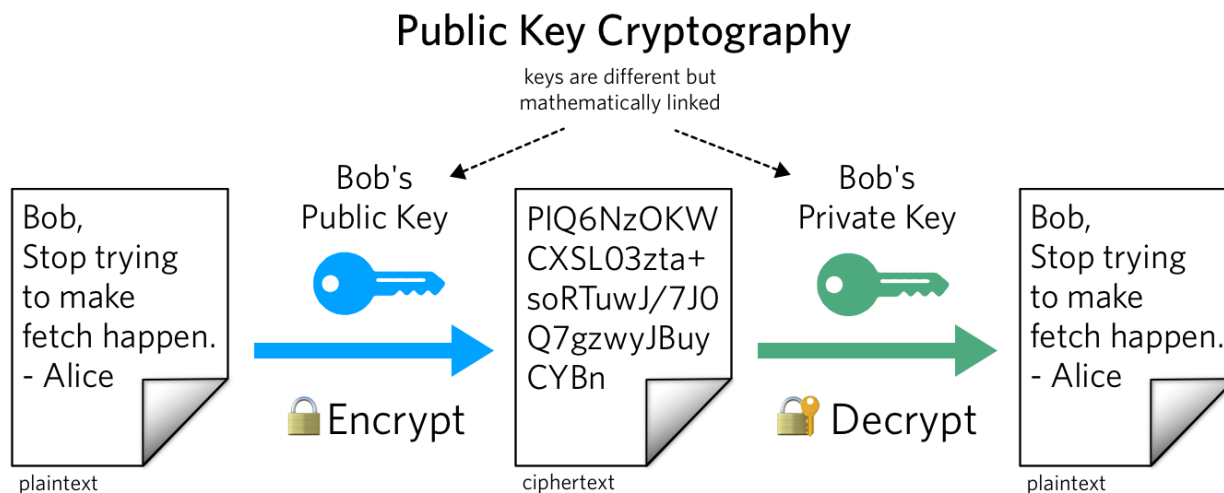 Public Key Cryptography
keys are different but
mathematically linked
Bob,
Stop trying
to make
fetch happen.
- Alice
plaintext
Bob's
Public Key
Encrypt
PlQ6NzOKW
CXSL03zta+
soRTuwJ/7J0
Q7gzwyJBuy
CYBn
ciphertext
Bob's
Private Key
Decrypt
Bob,
Stop trying
to make
fetch happen.
- Alice
plaintext